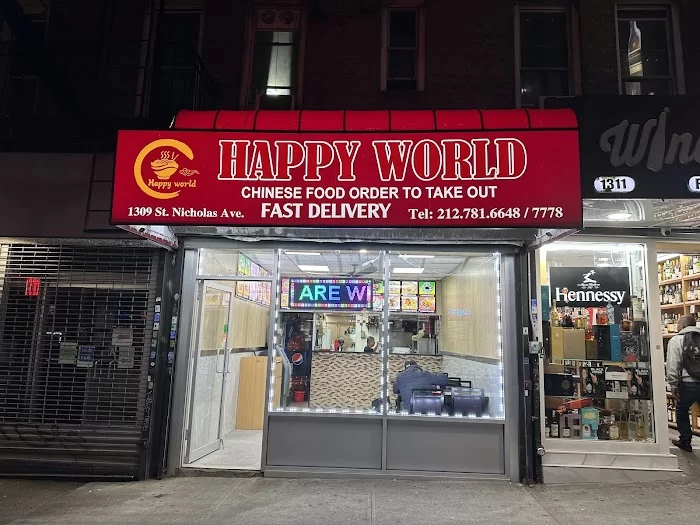 Happy world
HAPPY WORLD
CHINESE FOOD ORDER TO TAKE OUT
1309 St. Nicholas Ave. FAST DELIVERY Tel: 212.781.6648 / 7778
1311
ARE WI
Hennessy